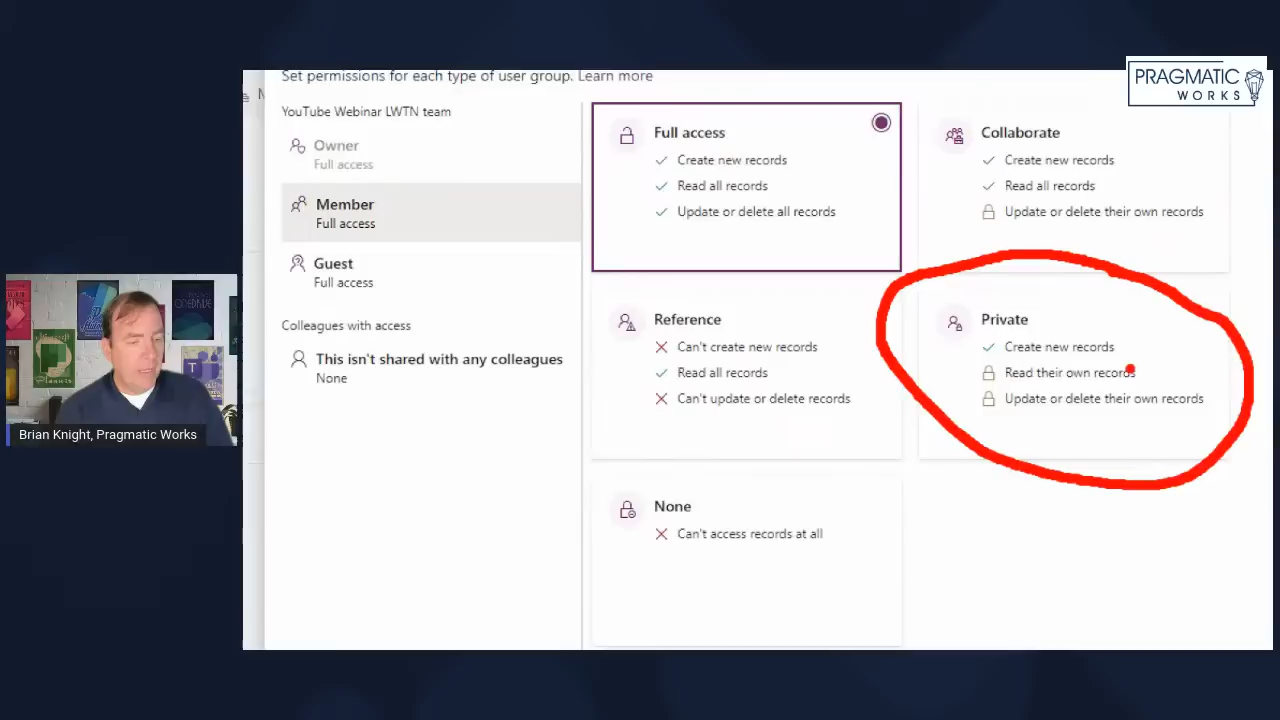 PRAGMATIC
WORKS
Set permissions for each type of user group. Learn more
YouTube Webinar LWTN team
Owner
Full access
Member
Full access
Guest
Full access
Colleagues with access
This isn't shared with any colleagues
None
Full access
Create new records
Read all records
Update or delete all records
Collaborate
Create new records
Read all records
Update or delete their own records
Reference
Can't create new records
Read all records
Can't update or delete records
Private
Create new records
Read their own records
Update or delete their own records
None
Can't access records at all
Brian Knight, Pragmatic Works